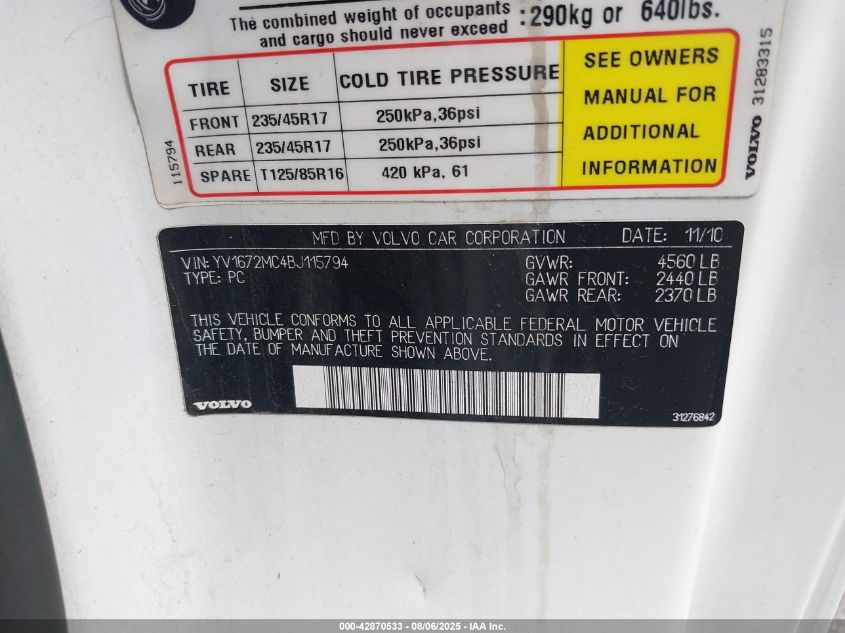 The combined weight of occupants and cargo should never exceed : 290kg or 640lbs.
TIRE SIZE COLD TIRE PRESSURE
FRONT 235/45R17 250kPa,36psi
REAR 235/45R17 250kPa,36psi
SPARE T125/85R16 420 kPa, 61
SEE OWNERS
MANUAL FOR
ADDITIONAL
INFORMATION
115794
VOLVO 31283315
MFD BY VOLVO CAR CORPORATION DATE: 11/10
VIN: YV1672MC4BJ115794 GVWR: 4560 LB
TYPE: PC GAWR FRONT: 2440 LB
GAWR REAR: 2370 LB
THIS VEHICLE CONFORMS TO ALL APPLICABLE FEDERAL MOTOR VEHICLE
SAFETY, BUMPER AND THEFT PREVENTION STANDARDS IN EFFECT ON
THE DATE OF MANUFACTURE SHOWN ABOVE.
VOLVO
31276842
000-42870533 - 08/06/2025 - IAA Inc.